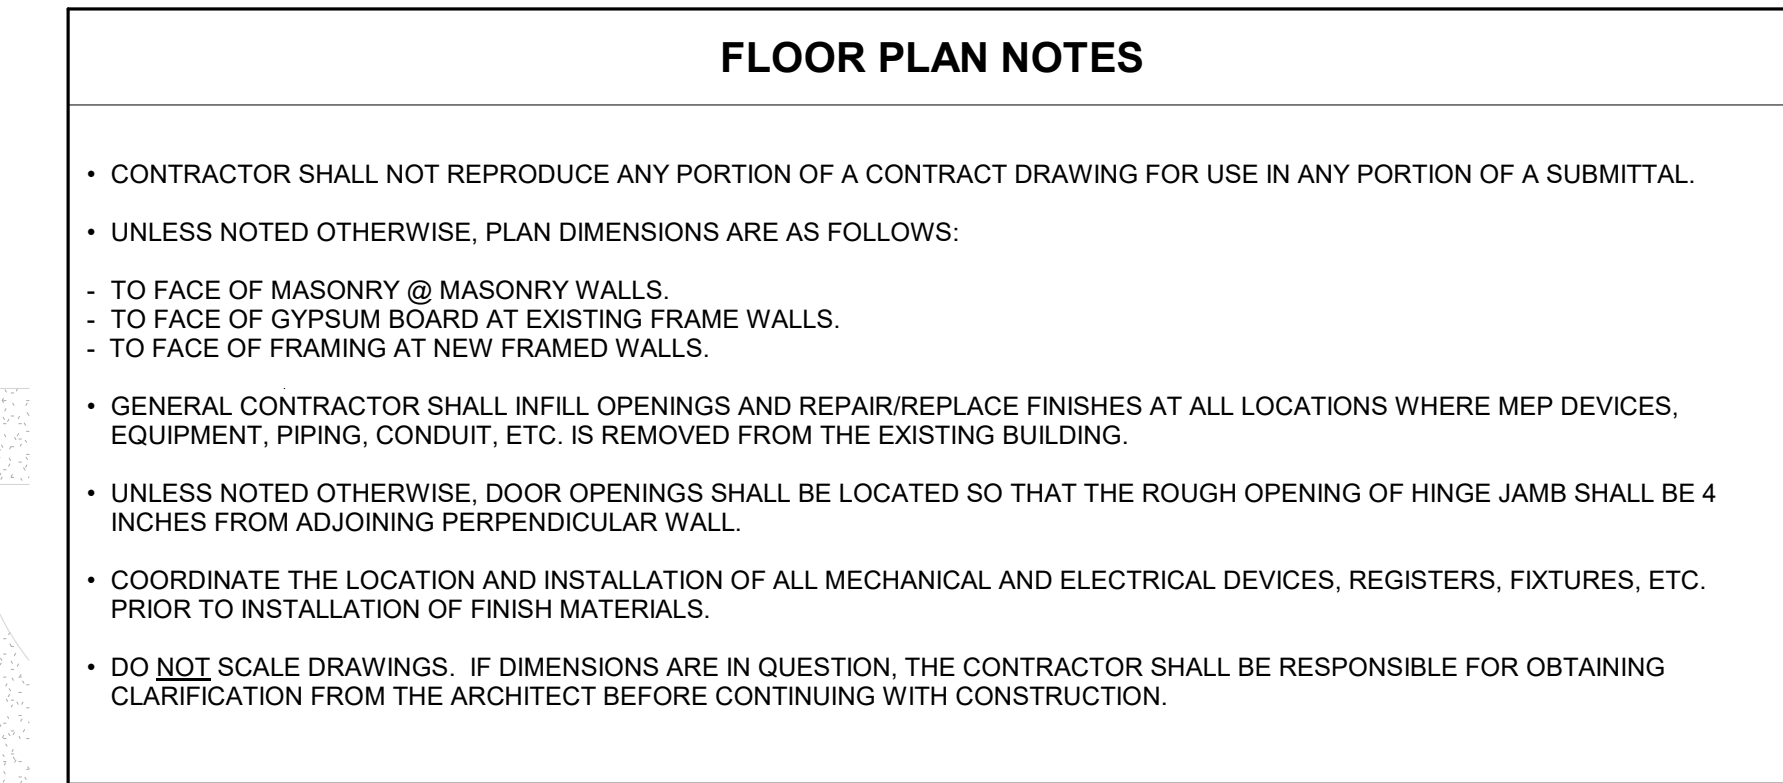 FLOOR PLAN NOTES
• CONTRACTOR SHALL NOT REPRODUCE ANY PORTION OF A CONTRACT DRAWING FOR USE IN ANY PORTION OF A SUBMITTAL.
• UNLESS NOTED OTHERWISE, PLAN DIMENSIONS ARE AS FOLLOWS:
- TO FACE OF MASONRY @ MASONRY WALLS.
- TO FACE OF GYPSUM BOARD AT EXISTING FRAME WALLS.
- TO FACE OF FRAMING AT NEW FRAMED WALLS.
• GENERAL CONTRACTOR SHALL INFILL OPENINGS AND REPAIR/REPLACE FINISHES AT ALL LOCATIONS WHERE MEP DEVICES,
EQUIPMENT, PIPING, CONDUIT, ETC. IS REMOVED FROM THE EXISTING BUILDING.
• UNLESS NOTED OTHERWISE, DOOR OPENINGS SHALL BE LOCATED SO THAT THE ROUGH OPENING OF HINGE JAMB SHALL BE 4
INCHES FROM ADJOINING PERPENDICULAR WALL.
• COORDINATE THE LOCATION AND INSTALLATION OF ALL MECHANICAL AND ELECTRICAL DEVICES, REGISTERS, FIXTURES, ETC.
PRIOR TO INSTALLATION OF FINISH MATERIALS.
• DO NOT SCALE DRAWINGS.  IF DIMENSIONS ARE IN QUESTION, THE CONTRACTOR SHALL BE RESPONSIBLE FOR OBTAINING
CLARIFICATION FROM THE ARCHITECT BEFORE CONTINUING WITH CONSTRUCTION.